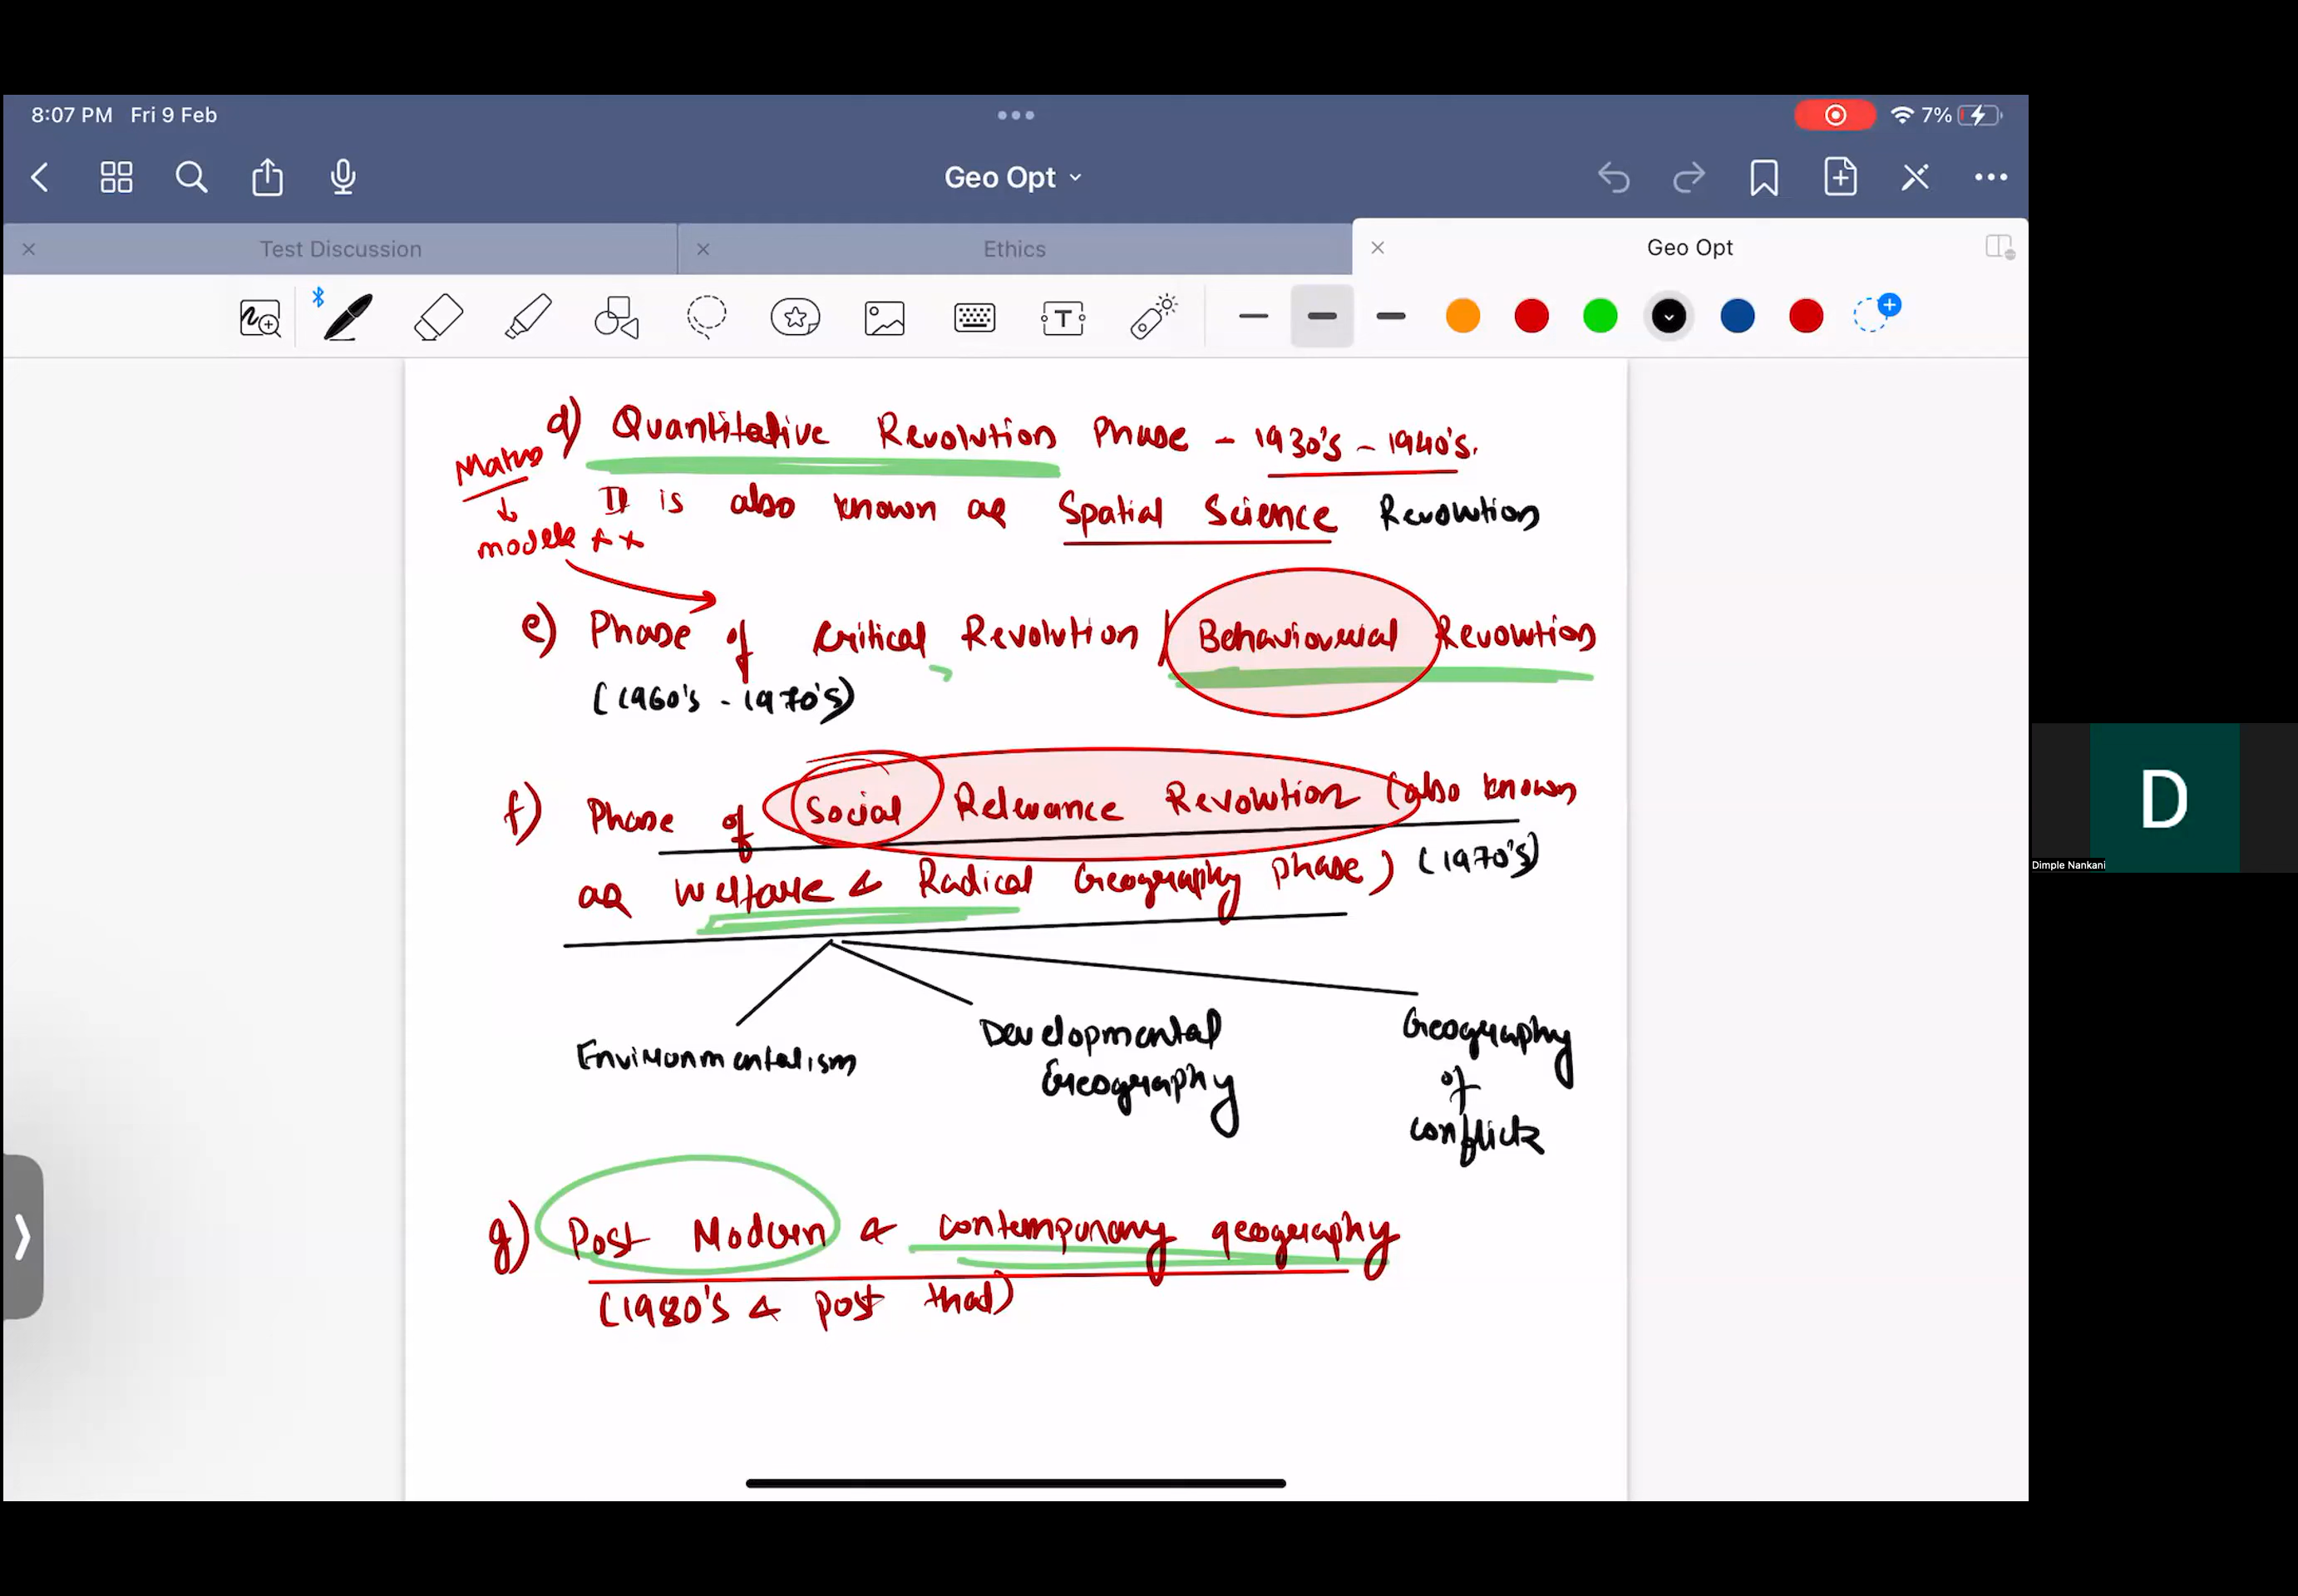 8:07 PM Fri 9 Feb
7%
Geo Opt
Test Discussion
Ethics
Geo Opt
T
d) Quantitative Revolution Phase - 1930's - 1940's.
Maths
It is also known as Spatial Science Revolution
models ++
e) Phase of Critical Revolution / Behaviourial Revolution
(1960's - 1970's)
f) Phase of Social Relevance Revolution (also known
as Welfare & Radical Geography phase) (1970's)
Environmentalism
Developmental
Geography
Geography
of
conflicts
g) Post Modern & contemporary geography
(1980's & post that)
D
Dimple Nankani